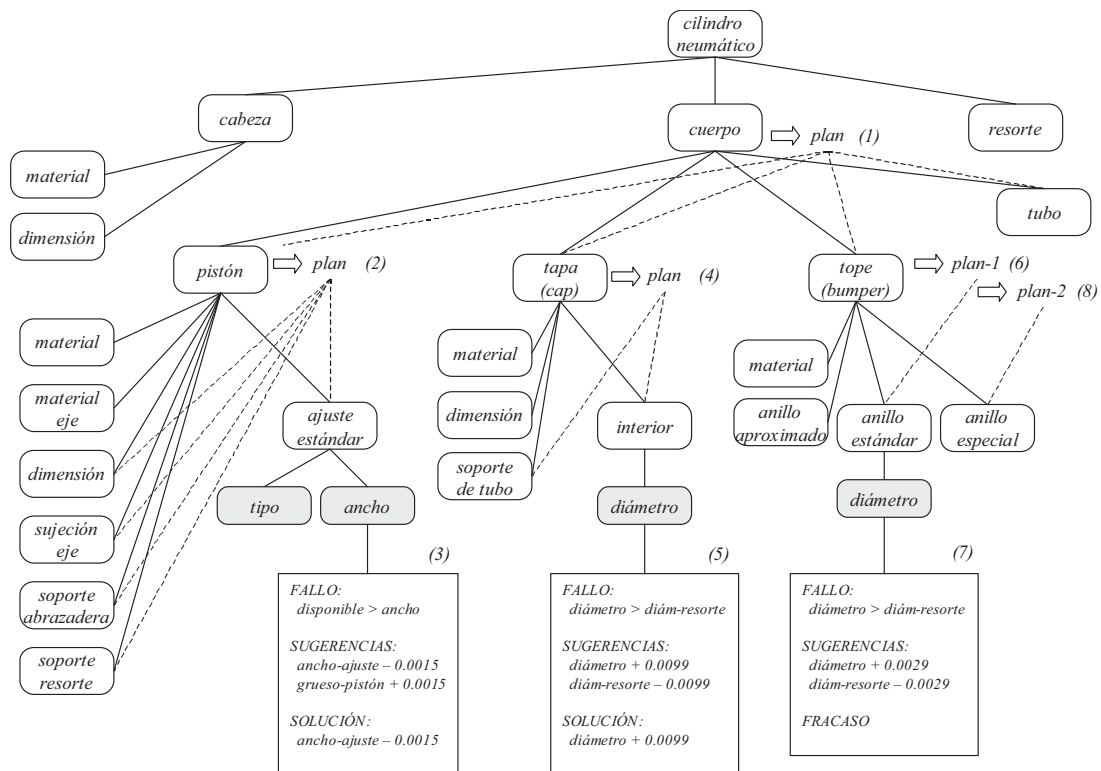 cilindro
neumático
cabeza
cuerpo
plan (1)
resorte
material
dimensión
tubo
pistón
plan (2)
tapa
(cap)
plan (4)
tope
(bumper)
plan-1 (6)
plan-2 (8)
material
material
eje
dimensión
sujeción
eje
soporte
abrazadera
soporte
resorte
ajuste
estándar
tipo
ancho
material
dimensión
soporte
de tubo
interior
diámetro
material
anillo
aproximado
anillo
estándar
anillo
especial
diámetro
(3)
FALLO:
disponible > ancho
SUGERENCIAS:
ancho-ajuste – 0.0015
grueso-pistón + 0.0015
SOLUCIÓN:
ancho-ajuste – 0.0015
(5)
FALLO:
diámetro > diám-resorte
SUGERENCIAS:
diámetro + 0.0099
diám-resorte – 0.0099
SOLUCIÓN:
diámetro + 0.0099
(7)
FALLO:
diámetro > diám-resorte
SUGERENCIAS:
diámetro + 0.0029
diám-resorte – 0.0029
FRACASO